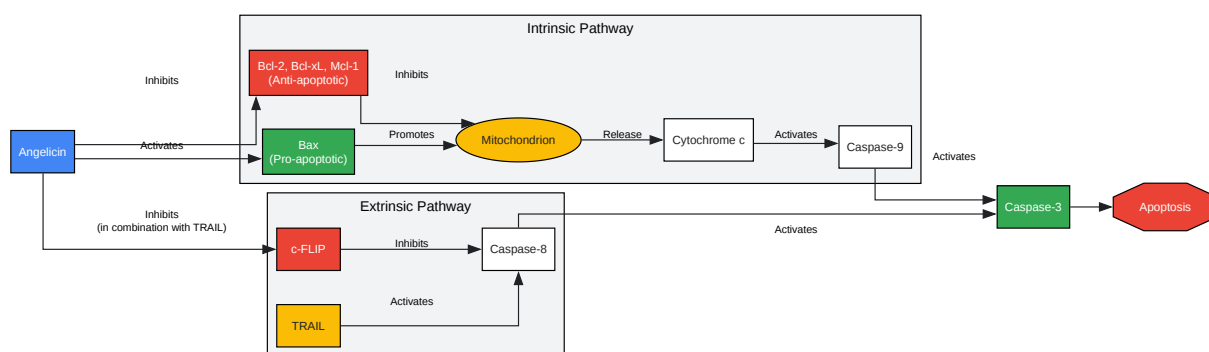 Intrinsic Pathway
Bcl-2, Bcl-xL, Mcl-1
(Anti-apoptotic)
Inhibits
Inhibits
Angelicin
Activates
Bax
(Pro-apoptotic)
Promotes
Mitochondrion
Release
Cytochrome c
Activates
Caspase-9
Activates
Extrinsic Pathway
Inhibits
(in combination with TRAIL)
c-FLIP
Inhibits
Caspase-8
Activates
TRAIL
Activates
Caspase-3
Apoptosis